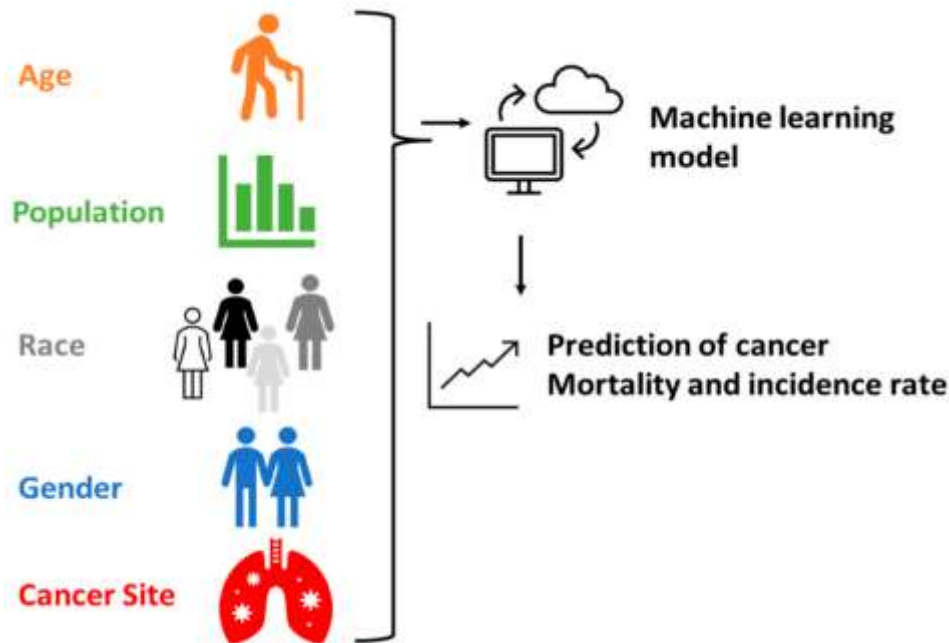 Age
Population
Race
Gender
Cancer Site
Machine learning
model
Prediction of cancer
Mortality and incidence rate